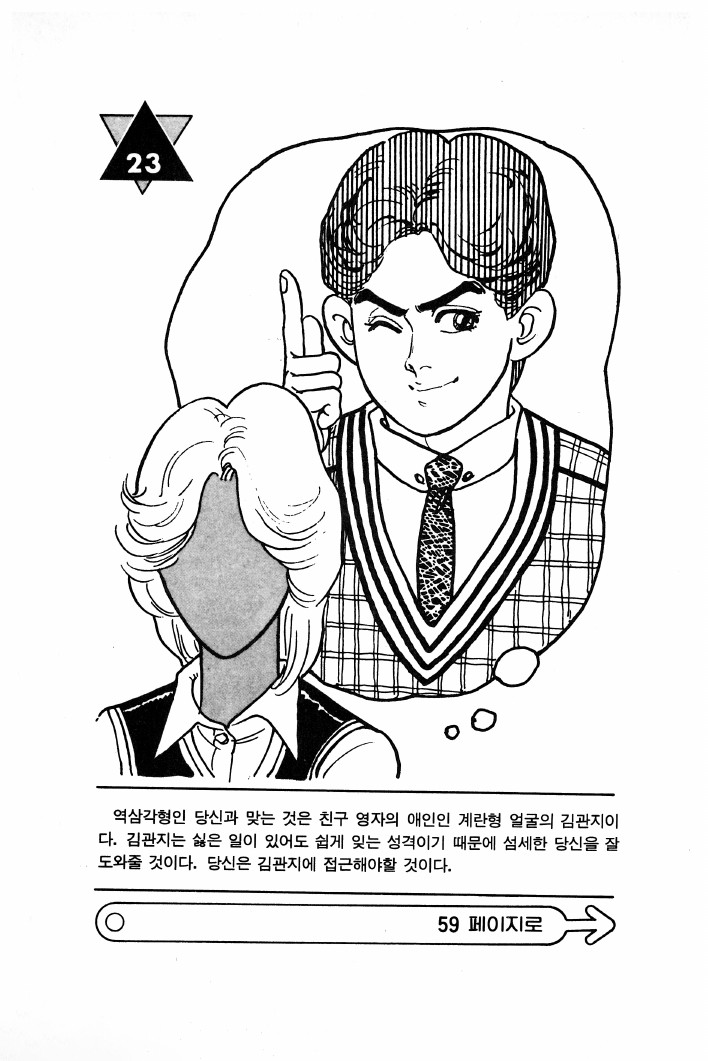 23
역삼각형인 당신과 맞는 것은 친구 영자의 애인인 계란형 얼굴의 김관지이
다. 김관지는 싫은 일이 있어도 쉽게 잊는 성격이기 때문에 섬세한 당신을 잘
도와줄 것이다. 당신은 김관지에 접근해야할 것이다.
59 페이지로